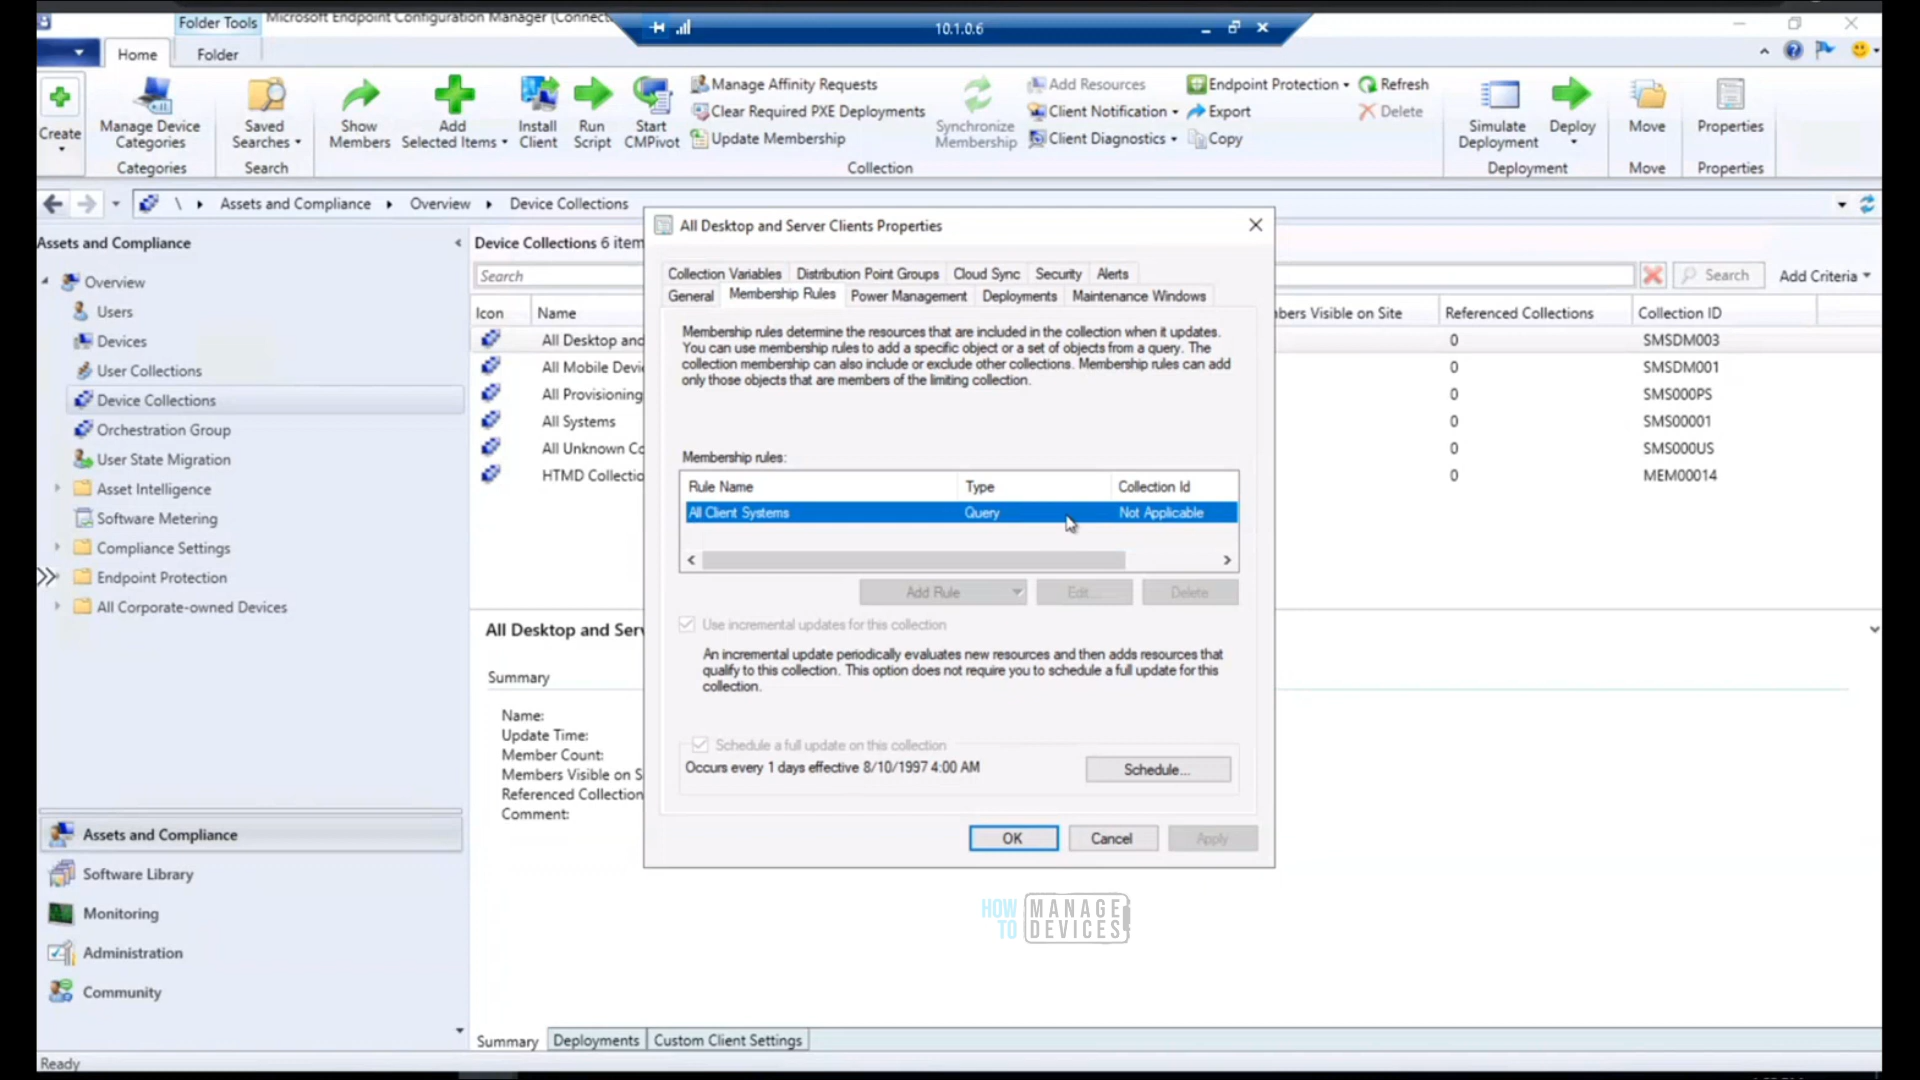 Folder Tools
Microsoft Endpoint Configuration Manager (Connect
10.1.0.6
Home
Folder
Create
Manage Device Categories
Saved Searches
Show Members
Add Selected Items
Install Client
Run Script
Start CMPivot
Manage Affinity Requests
Clear Required PXE Deployments
Update Membership
Synchronize Membership
Add Resources
Client Notification
Client Diagnostics
Endpoint Protection
Export
Copy
Refresh
Delete
Simulate Deployment
Deploy
Move
Properties
Categories
Search
Collection
Deployment
Move
Properties
\ Assets and Compliance Overview Device Collections
Assets and Compliance
Overview
Users
Devices
User Collections
Device Collections
Orchestration Group
User State Migration
Asset Intelligence
Software Metering
Compliance Settings
Endpoint Protection
All Corporate-owned Devices
Assets and Compliance
Software Library
Monitoring
Administration
Community
Ready
Device Collections 6 item
Search
Search
Add Criteria
Icon Name
bers Visible on Site Referenced Collections Collection ID
All Desktop and 0 SMSDM003
All Mobile Devi 0 SMSDM001
All Provisioning 0 SMS000PS
All Systems 0 SMS00001
All Unknown Co 0 SMS000US
HTMD Collectio 0 MEM00014
All Desktop and Serv
Summary
Name:
Update Time:
Member Count:
Members Visible on S
Referenced Collection
Comment:
Summary Deployments Custom Client Settings
All Desktop and Server Clients Properties
Collection Variables Distribution Point Groups Cloud Sync Security Alerts
General Membership Rules Power Management Deployments Maintenance Windows
Membership rules determine the resources that are included in the collection when it updates.
You can use membership rules to add a specific object or a set of objects from a query. The
collection membership can also include or exclude other collections. Membership rules can add
only those objects that are members of the limiting collection.
Membership rules:
Rule Name Type Collection Id
All Client Systems Query Not Applicable
Add Rule Edit... Delete
Use incremental updates for this collection
An incremental update periodically evaluates new resources and then adds resources that
qualify to this collection. This option does not require you to schedule a full update for this
collection.
Schedule a full update on this collection
Occurs every 1 days effective 8/10/1997 4:00 AM
Schedule...
OK Cancel Apply
HOW TO
MANAGE
DEVICES